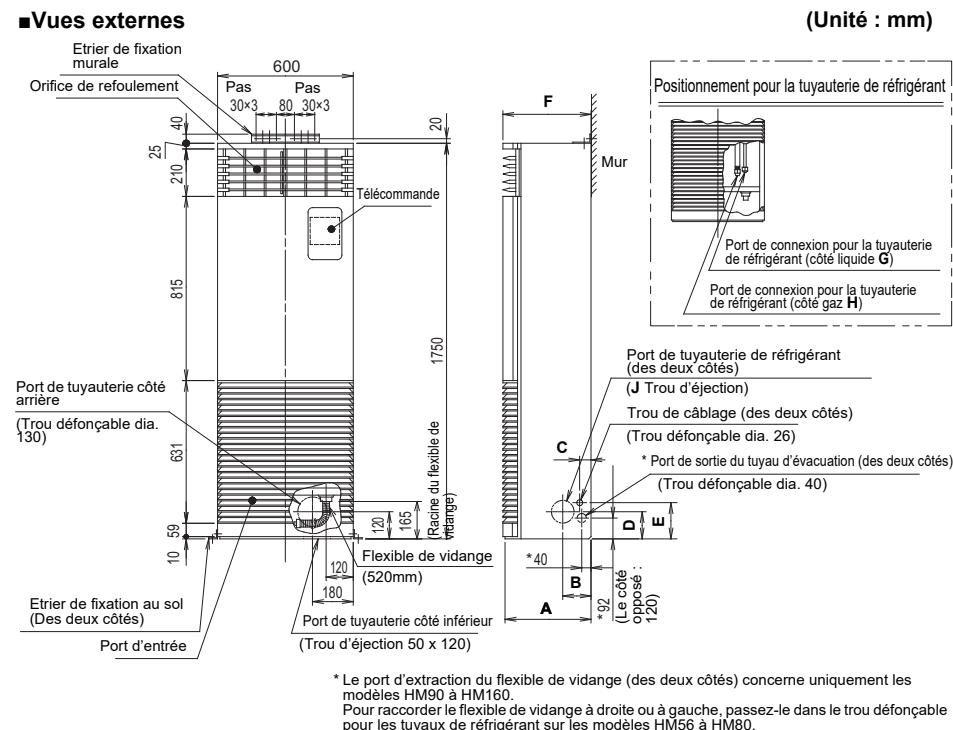 ■Vues externes
(Unité : mm)
Etrier de fixation
murale
Orifice de refoulement
600
Pas
Pas
30×3
80
30×3
40
25
210
815
631
59
10
20
1750
Télécommande
Port de tuyauterie côté
arrière
(Trou défonçable dia.
130)
120
165
(Racine du flexible de
vidange)
Flexible de vidange
(520mm)
120
180
Etrier de fixation au sol
(Des deux côtés)
Port d'entrée
Port de tuyauterie côté inférieur
(Trou d'éjection 50 x 120)
F
Mur
Positionnement pour la tuyauterie de réfrigérant
Port de connexion pour la tuyauterie
de réfrigérant (côté liquide G)
Port de connexion pour la tuyauterie
de réfrigérant (côté gaz H)
Port de tuyauterie de réfrigérant
(des deux côtés)
(J Trou d'éjection)
Trou de câblage (des deux côtés)
(Trou défonçable dia. 26)
* Port de sortie du tuyau d'évacuation (des deux côtés)
(Trou défonçable dia. 40)
C
D
E
*40
B
A
*92
(Le côté
opposé :
120)
* Le port d'extraction du flexible de vidange (des deux côtés) concerne uniquement les
modèles HM90 à HM160.
Pour raccorder le flexible de vidange à droite ou à gauche, passez-le dans le trou défonçable
pour les tuyaux de réfrigérant sur les modèles HM56 à HM80.